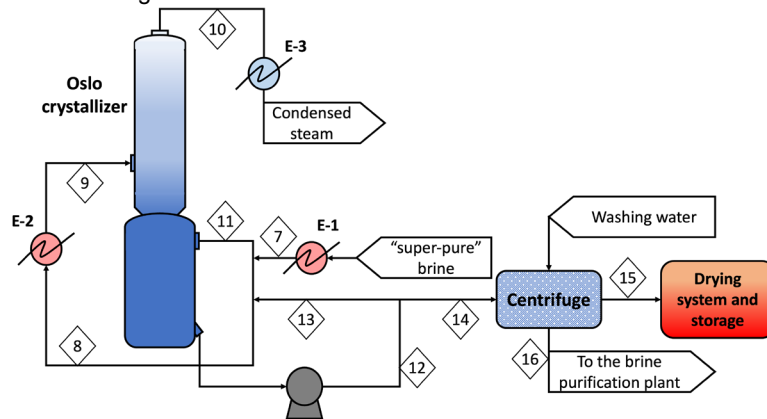 10
E-3
Oslo
crystallizer
Condensed
steam
9
E-2
11
7
E-1
"super-pure"
brine
Washing water
Centrifuge
15
Drying
system and
storage
13
14
8
12
16
To the brine
purification plant